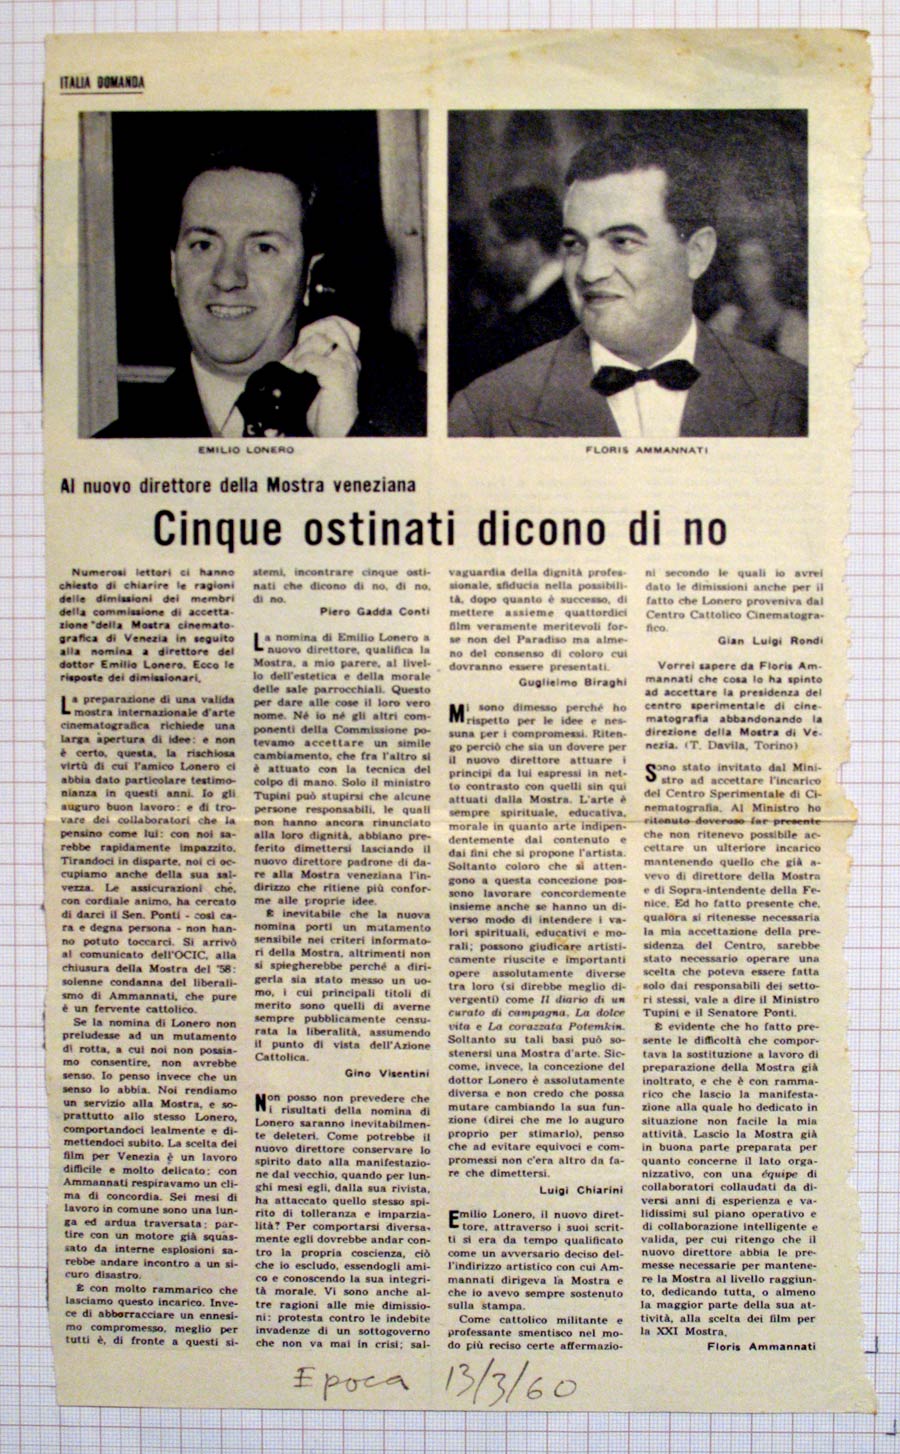 ITALIA DOMANDA
EMILIO LONERO
FLORIS AMMANNATI
Al nuovo direttore della Mostra veneziana
Cinque ostinati dicono di no
Numerosi lettori ci hanno
chiesto di chiarire le ragioni
delle dimissioni dei membri
della commissione di accetta-
zione della Mostra cinemato-
grafica di Venezia in seguito
alla nomina a direttore del
dottor Emilio Lonero. Ecco le
risposte dei dimissionari.
La preparazione di una valida
mostra internazionale d'arte
cinematografica richiede una
larga apertura di idee: e non
è certo, questa, la rischiosa
virtù di cui l'amico Lonero ci
abbia dato particolare testimo-
nianza in questi anni. Io gli
auguro buon lavoro: e di tro-
vare dei collaboratori che la
pensino come lui: con noi sa-
rebbe rapidamente impazzito.
Tirandoci in disparte, noi ci oc-
cupiamo anche della sua sal-
vezza. Le assicurazioni che,
con cordiale animo, ha cercato
di darci il Sen. Ponti - così ca-
ra e degna persona - non han-
no potuto toccarci. Si arrivò
al comunicato dell'OCIC, alla
chiusura della Mostra del '58:
solenne condanna del liberali-
smo di Ammannati, che pure
è un fervente cattolico.
Se la nomina di Lonero non
preludesse ad un mutamento
di rotta, a cui noi non possia-
mo consentire, non avrebbe
senso. Io penso invece che un
senso lo abbia. Noi rendiamo
un servizio alla Mostra, e so-
prattutto allo stesso Lonero,
comportandoci lealmente e di-
mettendoci subito. La scelta dei
film per Venezia è un lavoro
difficile e molto delicato: con
Ammannati respiravamo un cli-
ma di concordia. Sei mesi di
lavoro in comune sono una lun-
ga ed ardua traversata; par-
tire con un motore già squas-
sato da interne esplosioni sa-
rebbe andare incontro a un si-
curo disastro.
È con molto rammarico che
lasciamo questo incarico. Inve-
ce di abborracciare un ennesi-
mo compromesso, meglio per
tutti è, di fronte a questi si-
stemi, incontrare cinque osti-
nati che dicono di no, di no,
di no.
Piero Gadda Conti
La nomina di Emilio Lonero a
nuovo direttore, qualifica la
Mostra, a mio parere, al livel-
lo dell'estetica e della morale
delle sale parrocchiali. Questo
per dare alle cose il loro vero
nome. Né io né gli altri com-
ponenti della Commissione po-
tevamo accettare un simile
cambiamento, che fra l'altro si
è attuato con la tecnica del
colpo di mano. Solo il ministro
Tupini può stupirsi che alcune
persone responsabili, le quali
non hanno ancora rinunciato
alla loro dignità, abbiano pre-
ferito dimettersi lasciando il
nuovo direttore padrone di da-
re alla Mostra veneziana l'in-
dirizzo che ritiene più confor-
me alle proprie idee.
È inevitabile che la nuova
nomina porti un mutamento
sensibile nei criteri informato-
ri della Mostra, altrimenti non
si spiegherebbe perché a diri-
gerla sia stato messo un uo-
mo, i cui principali titoli di
merito sono quelli di averne
sempre pubblicamente censu-
rata la liberalità, assumendo
il punto di vista dell'Azione
Cattolica.
Gino Visentini
Non posso non prevedere che
i risultati della nomina di
Lonero saranno inevitabilmen-
te deleteri. Come potrebbe il
nuovo direttore conservare lo
spirito dato alla manifestazio-
ne dal vecchio, quando per lun-
ghi mesi egli, dalla sua rivista,
ha attaccato quello stesso spi-
rito di tolleranza e imparzia-
lità? Per comportarsi diversa-
mente egli dovrebbe andar con-
tro la propria coscienza, ciò
che io escludo, essendogli ami-
co e conoscendo la sua integri-
tà morale. Vi sono anche al-
tre ragioni alle mie dimissio-
ni: protesta contro le indebite
invadenze di un sottogoverno
che non va mai in crisi; sal-
vaguardia della dignità profes-
sionale, sfiducia nella possibili-
tà, dopo quanto è successo, di
mettere assieme quattordici
film veramente meritevoli for-
se non del Paradiso ma alme-
no del consenso di coloro cui
dovranno essere presentati.
Guglielmo Biraghi
Mi sono dimesso perché ho
rispetto per le idee e nes-
suna per i compromessi. Riten-
go perciò che sia un dovere per
il nuovo direttore attuare i
principi da lui espressi in net-
to contrasto con quelli sin qui
attuati dalla Mostra. L'arte è
sempre spirituale, educativa,
morale in quanto arte indipen-
dentemente dal contenuto e
dai fini che si propone l'artista.
Soltanto coloro che si atten-
gono a questa concezione pos-
sono lavorare concordemente
insieme anche se hanno un di-
verso modo di intendere i va-
lori spirituali, educativi e mo-
rali; possono giudicare artisti-
camente riuscite e importanti
opere assolutamente diverse
tra loro (si direbbe meglio di-
vergenti) come Il diario di un
curato di campagna, La dolce
vita e La corazzata Potemkin.
Soltanto su tali basi può so-
stenersi una Mostra d'arte. Sic-
come, invece, la concezione del
dottor Lonero è assolutamente
diversa e non credo che possa
mutare cambiando la sua fun-
zione (direi che me lo auguro
proprio per stimarlo), penso
che ad evitare equivoci e com-
promessi non c'era altro da fa-
re che dimettersi.
Luigi Chiarini
Emilio Lonero, il nuovo diret-
tore, attraverso i suoi scrit-
ti si era da tempo qualificato
come un avversario deciso del-
l'indirizzo artistico con cui Am-
mannati dirigeva la Mostra e
che io avevo sempre sostenuto
sulla stampa.
Come cattolico militante e
professante smentisco nel mo-
do più reciso certe affermazio-
ni secondo le quali io avrei
dato le dimissioni anche per il
fatto che Lonero proveniva dal
Centro Cattolico Cinematogra-
fico.
Gian Luigi Rondi
Vorrei sapere da Floris Am-
mannati che cosa lo ha spinto
ad accettare la presidenza del
centro sperimentale di cine-
matografia abbandonando la
direzione della Mostra di Ve-
nezia. (T. Davila, Torino)
Sono stato invitato dal Mini-
stro ad accettare l'incarico
del Centro Sperimentale di Ci-
nematografia. Al Ministro ho
ritenuto doveroso far presente
che non ritenevo possibile ac-
cettare un ulteriore incarico
mantenendo quello che già a-
vevo di direttore della Mostra
e di Sopra-intendente della Fe-
nice. Ed ho fatto presente che,
qualora si ritenesse necessaria
la mia accettazione della pre-
sidenza del Centro, sarebbe
stato necessario operare una
scelta che poteva essere fatta
solo dai responsabili dei setto-
ri stessi, vale a dire il Ministro
Tupini e il Senatore Ponti.
È evidente che ho fatto pre-
sente le difficoltà che compor-
tava la sostituzione a lavoro di
preparazione della Mostra già
inoltrato, e che è con ramma-
rico che lascio la manifesta-
zione alla quale ho dedicato in
situazione non facile la mia
attività. Lascio la Mostra già
in buona parte preparata per
quanto concerne il lato orga-
nizzativo, con una équipe di
collaboratori collaudati da di-
versi anni di esperienza e va-
lidissimi sul piano operativo e
di collaborazione intelligente e
valida, per cui ritengo che il
nuovo direttore abbia le pre-
messe necessarie per mantene-
re la Mostra al livello raggiun-
to, dedicando tutta, o almeno
la maggior parte della sua at-
tività, alla scelta dei film per
la XXI Mostra.
Floris Ammannati
Epoca 13/3/60